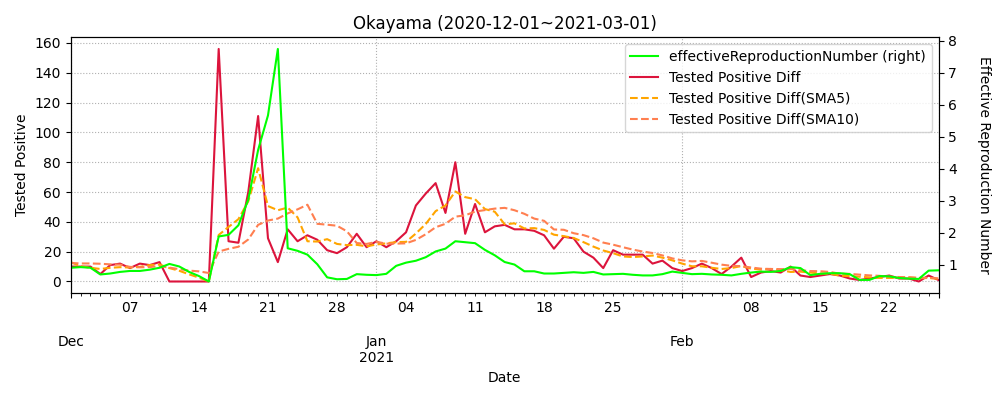 Okayama (2020-12-01~2021-03-01)
effectiveReproductionNumber (right)
Tested Positive Diff
Tested Positive Diff(SMA5)
Tested Positive Diff(SMA10)
Tested Positive
160
140
120
100
80
60
40
20
0
8
7
6
5
4
3
2
1
Effective Reproduction Number
07 14 21 28 04 11 18 25 08 15 22
Dec Jan Feb
2021
Date